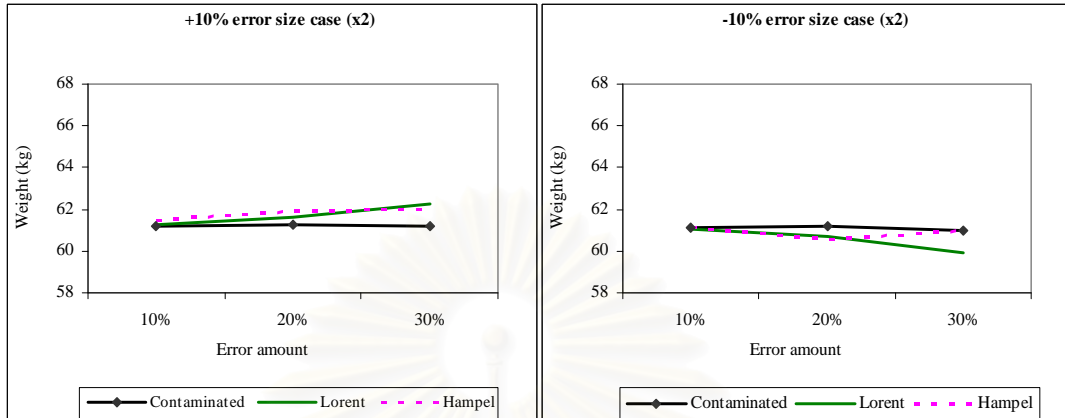 +10% error size case (x2)
68
66
64
62
60
58
Weight (kg)
10% 20% 30%
Error amount
Contaminated Lorent Hampel
-10% error size case (x2)
68
66
64
62
60
58
Weight (kg)
10% 20% 30%
Error amount
Contaminated Lorent Hampel